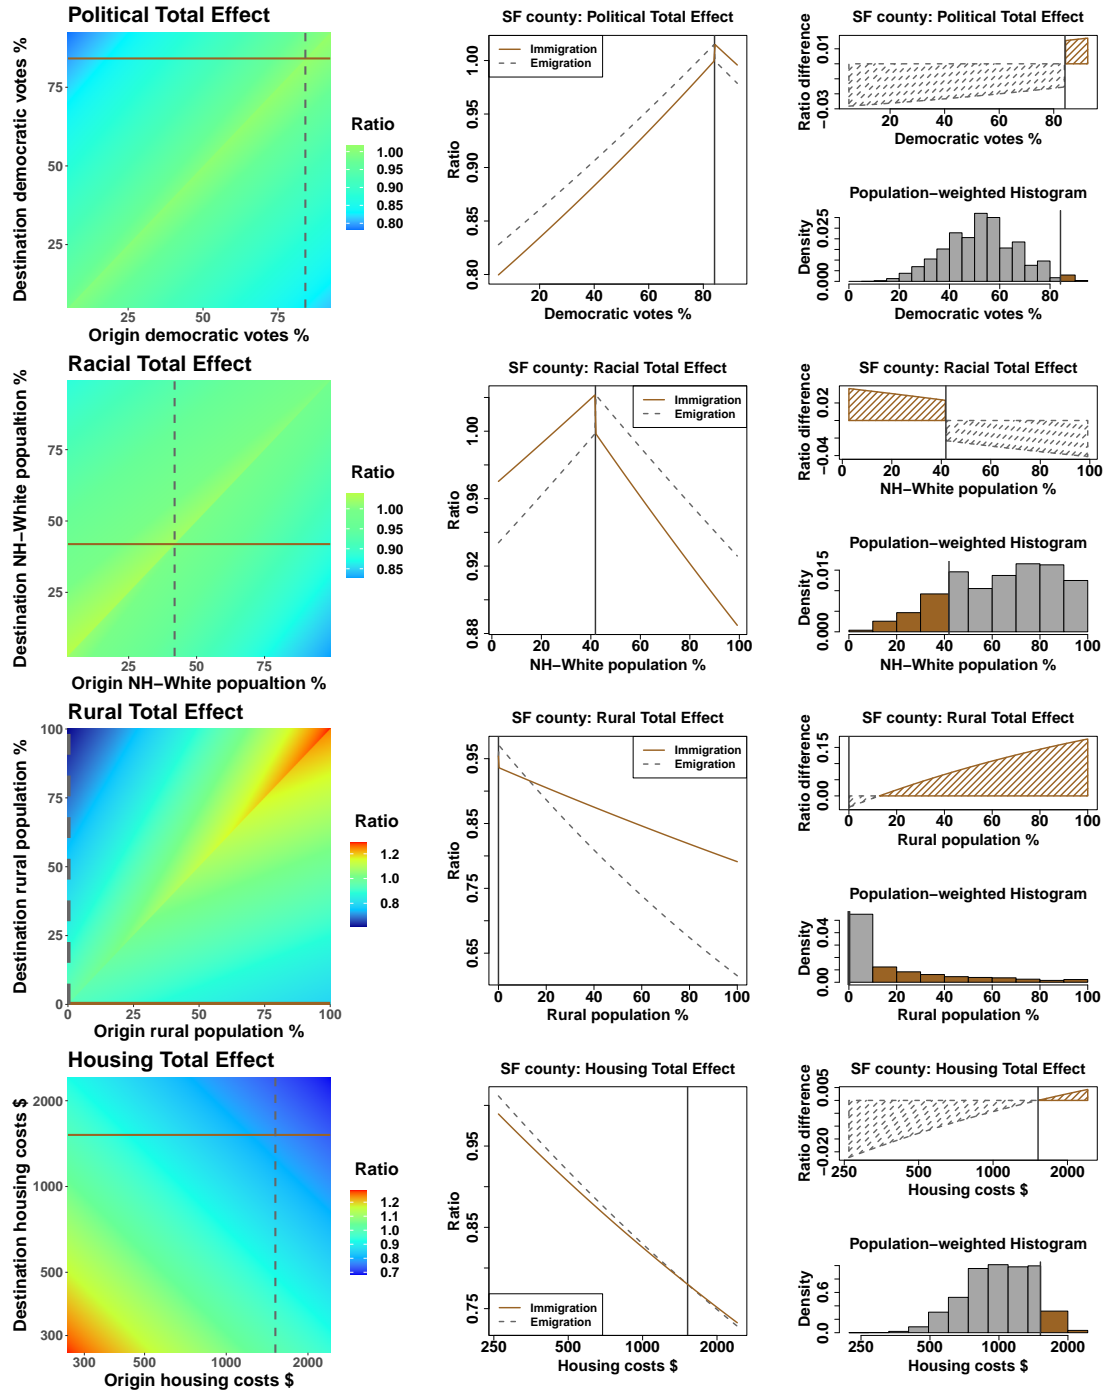 Political Total Effect
Destination democratic votes %
75
50
25
25
50
75
Origin democratic votes %
Ratio
1.00
0.95
0.90
0.85
0.80
SF county: Political Total Effect
Immigration
Emigration
Ratio
1.00
0.95
0.90
0.85
0.80
20
40
60
80
Democratic votes %
SF county: Political Total Effect
Ratio difference
0.01
−0.03
20
40
60
80
Democratic votes %
Population−weighted Histogram
Density
0.025
0.000
0
20
40
60
80
Democratic votes %
Racial Total Effect
Destination NH−White popualtion %
75
50
25
25
50
75
Origin NH−White popualtion %
Ratio
1.00
0.95
0.90
0.85
SF county: Racial Total Effect
Immigration
Emigration
Ratio
1.00
0.96
0.92
0.88
0
20
40
60
80
100
NH−White population %
SF county: Racial Total Effect
Ratio difference
0.02
−0.04
0
20
40
60
80
100
NH−White population %
Population−weighted Histogram
Density
0.015
0.000
0
20
40
60
80
100
NH−White population %
Rural Total Effect
Destination rural population %
100
75
50
25
0
0
25
50
75
100
Origin rural population %
Ratio
1.2
1.0
0.8
SF county: Rural Total Effect
Immigration
Emigration
Ratio
0.95
0.85
0.75
0.65
0
20
40
60
80
100
Rural population %
SF county: Rural Total Effect
Ratio difference
0.15
0.00
0
20
40
60
80
100
Rural population %
Population−weighted Histogram
Density
0.04
0.00
0
20
40
60
80
100
Rural population %
Housing Total Effect
Destination housing costs $
2000
1000
500
300
300
500
1000
2000
Origin housing costs $
Ratio
1.2
1.1
1.0
0.9
0.8
0.7
SF county: Housing Total Effect
Immigration
Emigration
Ratio
0.95
0.85
0.75
250
500
1000
2000
Housing costs $
SF county: Housing Total Effect
Ratio difference
0.005
−0.020
250
500
1000
2000
Housing costs $
Population−weighted Histogram
Density
0.6
0.0
250
500
1000
2000
Housing costs $